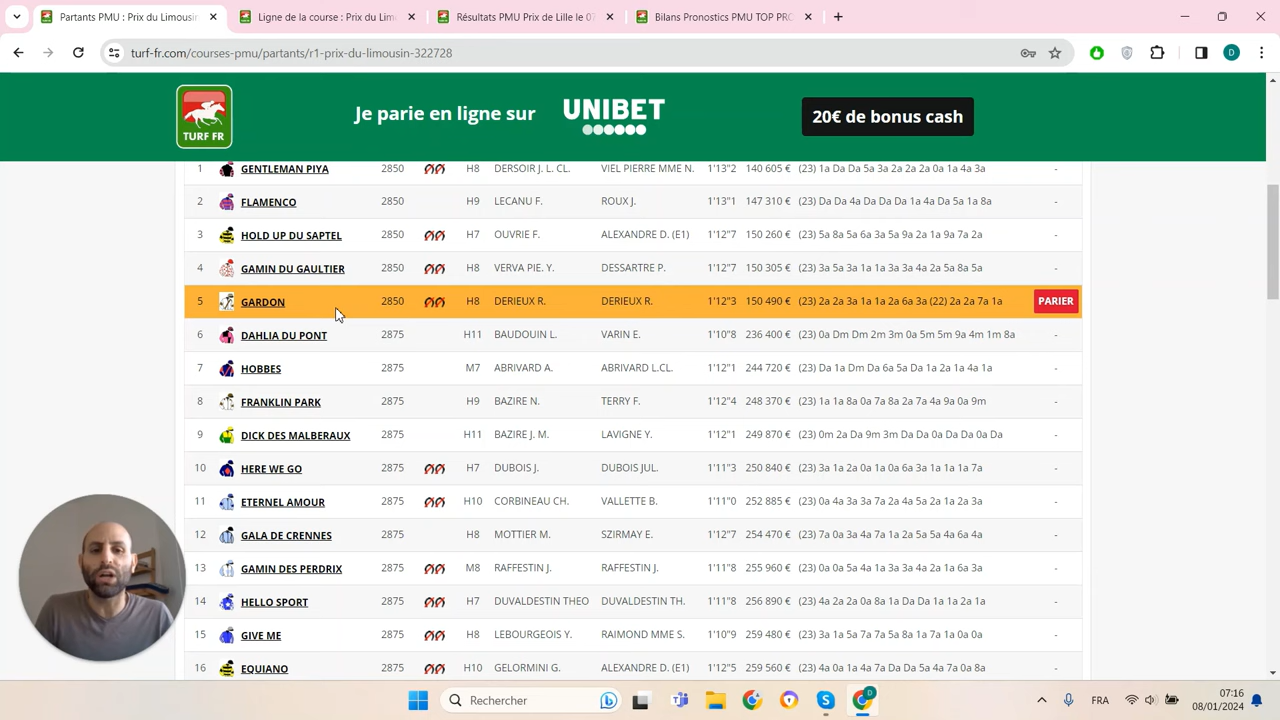 Partants PMU : Prix du Limousin
Ligne de la course : Prix du Lim
Résultats PMU Prix de Lille le 07
Bilans Pronostics PMU TOP PRO
turf-fr.com/courses-pmu/partants/r1-prix-du-limousin-322728
D
TURF FR
Je parie en ligne sur
UNIBET
20€ de bonus cash
1 GENTLEMAN PIYA 2850 H8 DERSOIR J. L. CL. VIEL PIERRE MME N. 1'13"2 140 605 € (23) 1a Da Da 5a 3a 2a 2a 2a 0a 1a 4a 3a -
2 FLAMENCO 2850 H9 LECANU F. ROUX J. 1'13"1 147 310 € (23) Da Da 4a Da Da Da 1a 4a Da 5a 1a 8a -
3 HOLD UP DU SAPTEL 2850 H7 OUVRIE F. ALEXANDRE D. (E1) 1'12"7 150 260 € (23) 5a 8a 5a 6a 3a 5a 9a 2a 1a 9a 7a 2a -
4 GAMIN DU GAULTIER 2850 H8 VERVA PIE. Y. DESSARTRE P. 1'12"7 150 305 € (23) 3a 5a 3a 1a 1a 3a 4a 2a 5a 8a 5a -
5 GARDON 2850 H8 DERIEUX R. DERIEUX R. 1'12"3 150 490 € (23) 2a 2a 3a 1a 1a 2a 6a 3a (22) 2a 2a 7a 1a PARIER
6 DAHLIA DU PONT 2875 H11 BAUDOUIN L. VARIN E. 1'10"8 236 400 € (23) 0a Dm Dm 2m 3m 0a 5m 5m 9a 4m 1m 8a -
7 HOBBES 2875 M7 ABRIVARD A. ABRIVARD L.CL. 1'12"1 244 720 € (23) Da 1a Dm Da 6a 5a Da 1a 2a 1a 4a 1a -
8 FRANKLIN PARK 2875 H9 BAZIRE N. TERRY F. 1'12"4 248 370 € (23) 1a 1a 8a 0a 7a 8a 2a 7a 4a 9a 0a 9m -
9 DICK DES MALBERAUX 2875 H11 BAZIRE J. M. LAVIGNE Y. 1'12"1 249 870 € (23) 0m 2a Da 9m 3m Da Da 0a Da Da 0a Da -
10 HERE WE GO 2875 H7 DUBOIS J. DUBOIS JUL. 1'11"3 250 840 € (23) 3a 1a 2a 0a 1a 0a 6a 3a 1a 1a 1a 7a -
11 ETERNEL AMOUR 2875 H10 CORBINEAU CH. VALLETTE B. 1'11"0 252 885 € (23) 0a 4a 3a 3a 7a 2a 4a 5a 2a 1a 2a 3a -
12 GALA DE CRENNES 2875 H8 MOTTIER M. SZIRMAY E. 1'12"7 254 470 € (23) 7a 0a 3a 4a 7a 1a 2a 5a 5a 4a 6a 4a -
13 GAMIN DES PERDRIX 2875 M8 RAFFESTIN J. RAFFESTIN J. 1'11"8 255 960 € (23) 0a 0a 5a 4a 1a 3a 3a 4a 2a 1a 6a 3a -
14 HELLO SPORT 2875 H7 DUVALDESTIN THEO DUVALDESTIN TH. 1'11"8 256 890 € (23) 4a 2a 2a 0a 8a 1a Da Da 1a 1a 2a 1a -
15 GIVE ME 2875 H8 LEBOURGEOIS Y. RAIMOND MME S. 1'10"9 259 480 € (23) 3a 1a 5a 7a 7a 5a 8a 1a 7a 1a 0a 0a -
16 EQUIANO 2875 H10 GELORMINI G. ALEXANDRE D. (E1) 1'12"5 259 560 € (23) 4a 0a 1a 4a 7a Da Da 5a 4a 7a 0a 8a -
Rechercher
FRA
07:16
08/01/2024